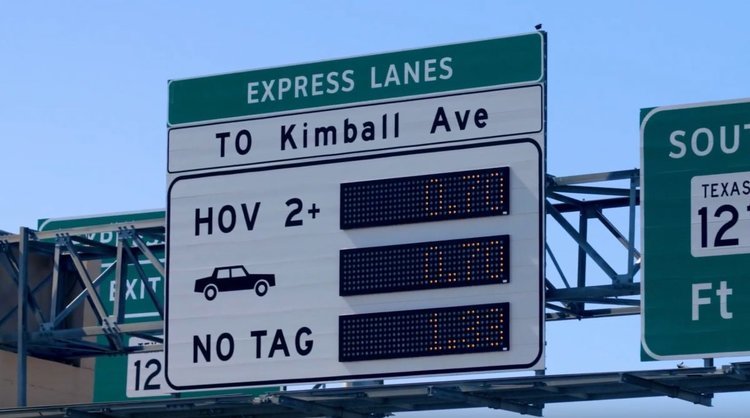 EXPRESS LANES
TO Kimball Ave
HOV 2+ 0.70
0.70
NO TAG 1.33
EXIT
12
SOUT
TEXAS
121
Ft